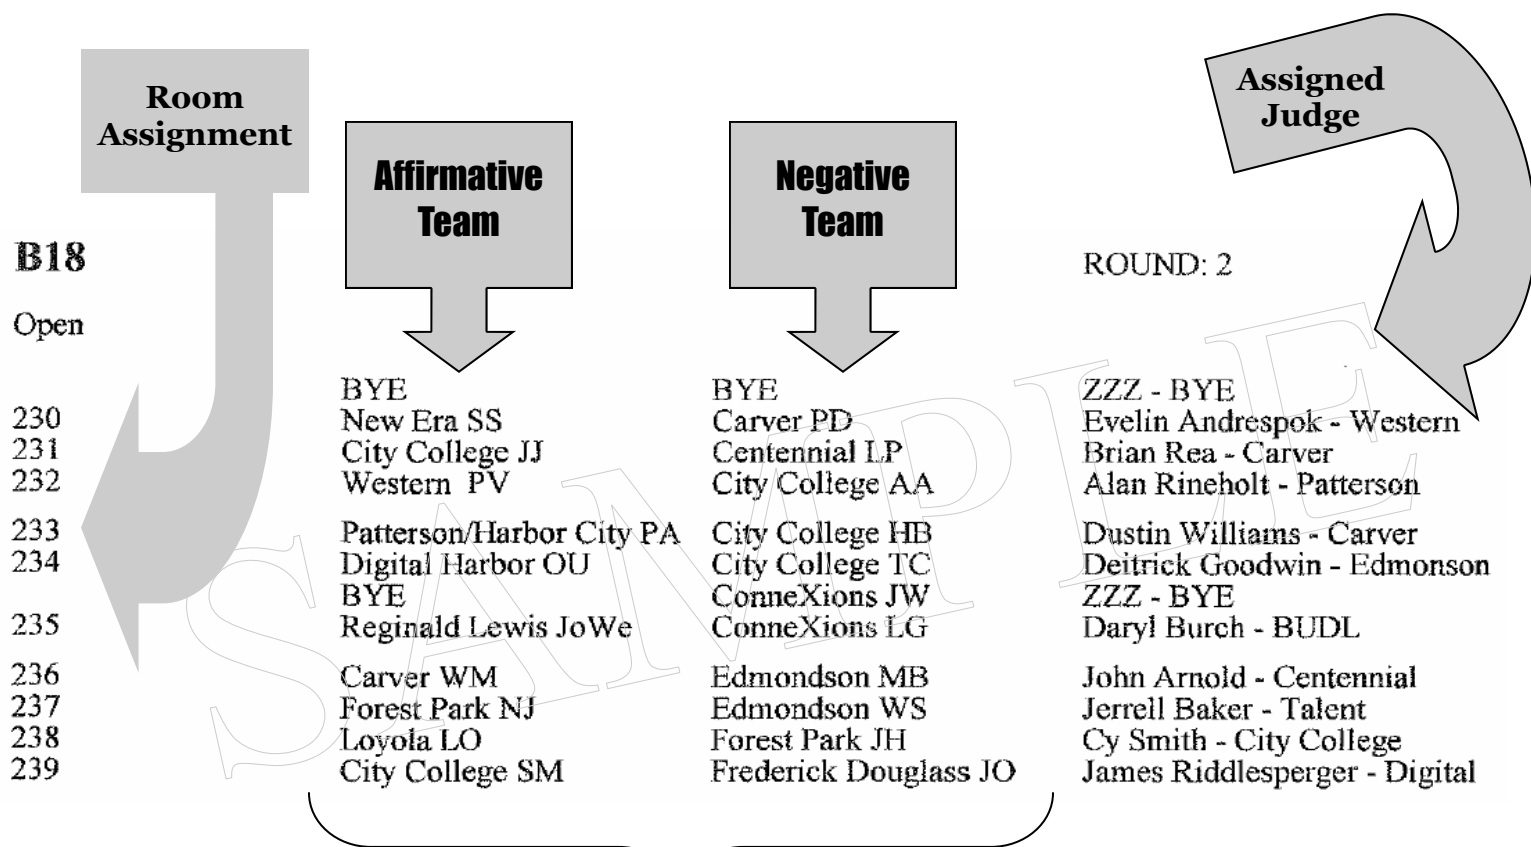 Room
Assignment
Assigned
Judge
Affirmative
Team
Negative
Team
B18
ROUND: 2
Open
BYE BYE ZZZ - BYE
230 New Era SS Carver PD Evelin Andrespok - Western
231 City College JJ Centennial LP Brian Rea - Carver
232 Western PV City College AA Alan Rineholt - Patterson
233 Patterson/Harbor City PA City College HB Dustin Williams - Carver
234 Digital Harbor OU City College TC Deitrick Goodwin - Edmonson
BYE ConneXions JW ZZZ - BYE
235 Reginald Lewis JoWe ConneXions LG Daryl Burch - BUDL
236 Carver WM Edmondson MB John Arnold - Centennial
237 Forest Park NJ Edmondson WS Jerrell Baker - Talent
238 Loyola LO Forest Park JH Cy Smith - City College
239 City College SM Frederick Douglass JO James Riddlesperger - Digital
SAMPLE